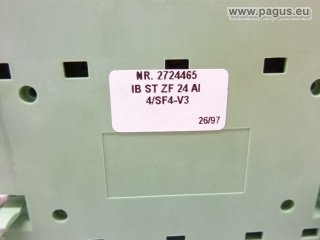 www.pagus.eu
NR. 2724465
IB ST ZF 24 AI
4/SF4-V3
26/97